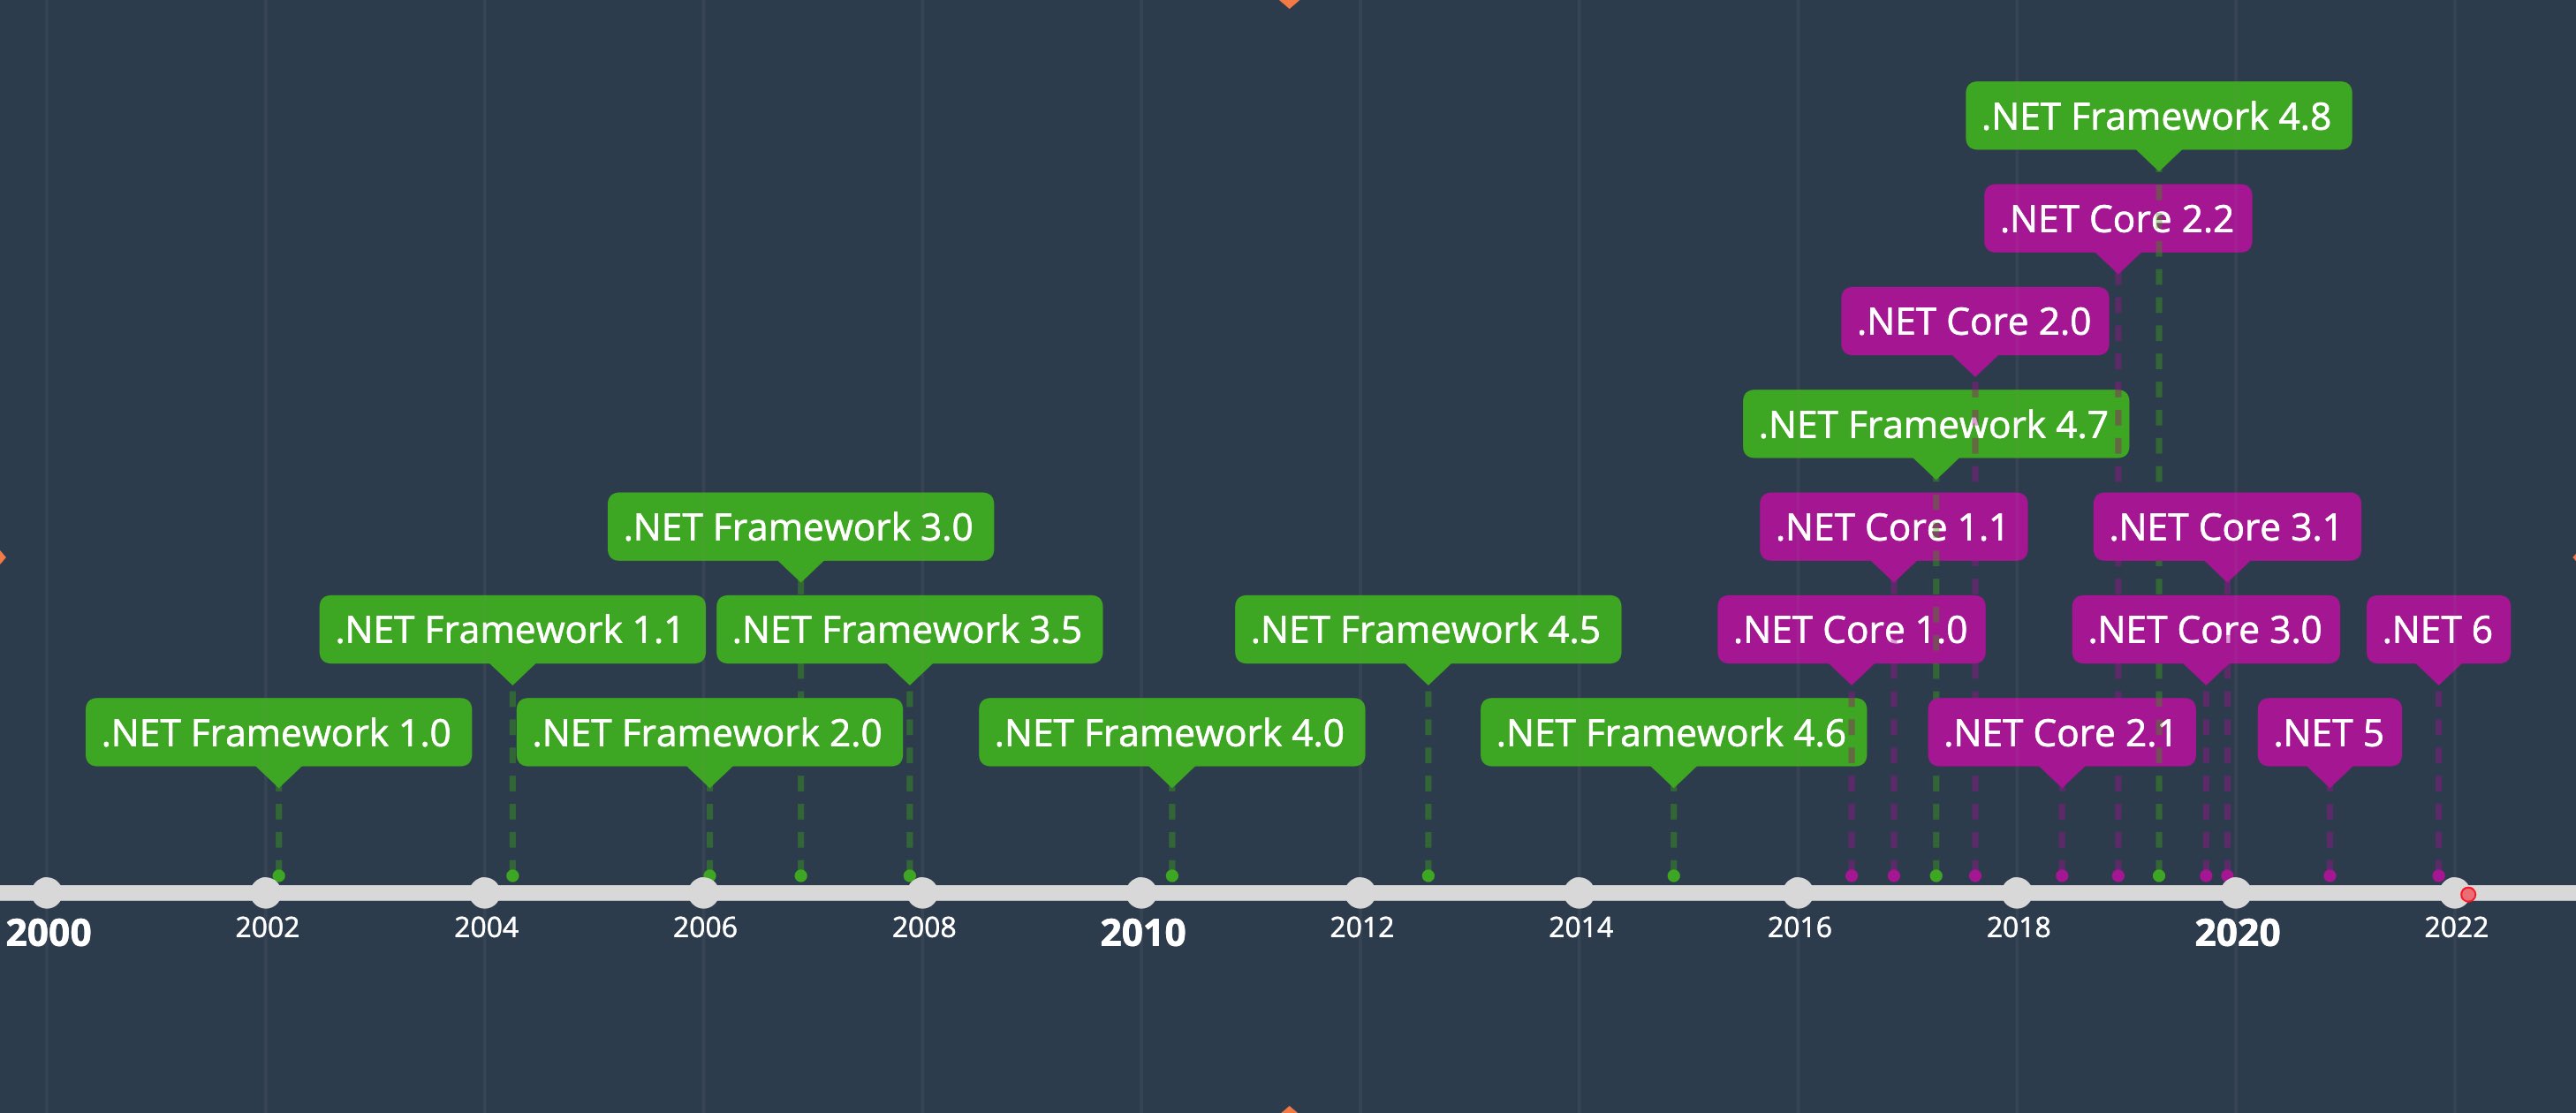 .NET Framework 4.8
.NET Core 2.2
.NET Core 2.0
.NET Framework 4.7
.NET Framework 3.0
.NET Core 1.1
.NET Core 3.1
.NET Framework 1.1
.NET Framework 3.5
.NET Framework 4.5
.NET Core 1.0
.NET Core 3.0
.NET 6
.NET Framework 1.0
.NET Framework 2.0
.NET Framework 4.0
.NET Framework 4.6
.NET Core 2.1
.NET 5
2000
2002
2004
2006
2008
2010
2012
2014
2016
2018
2020
2022